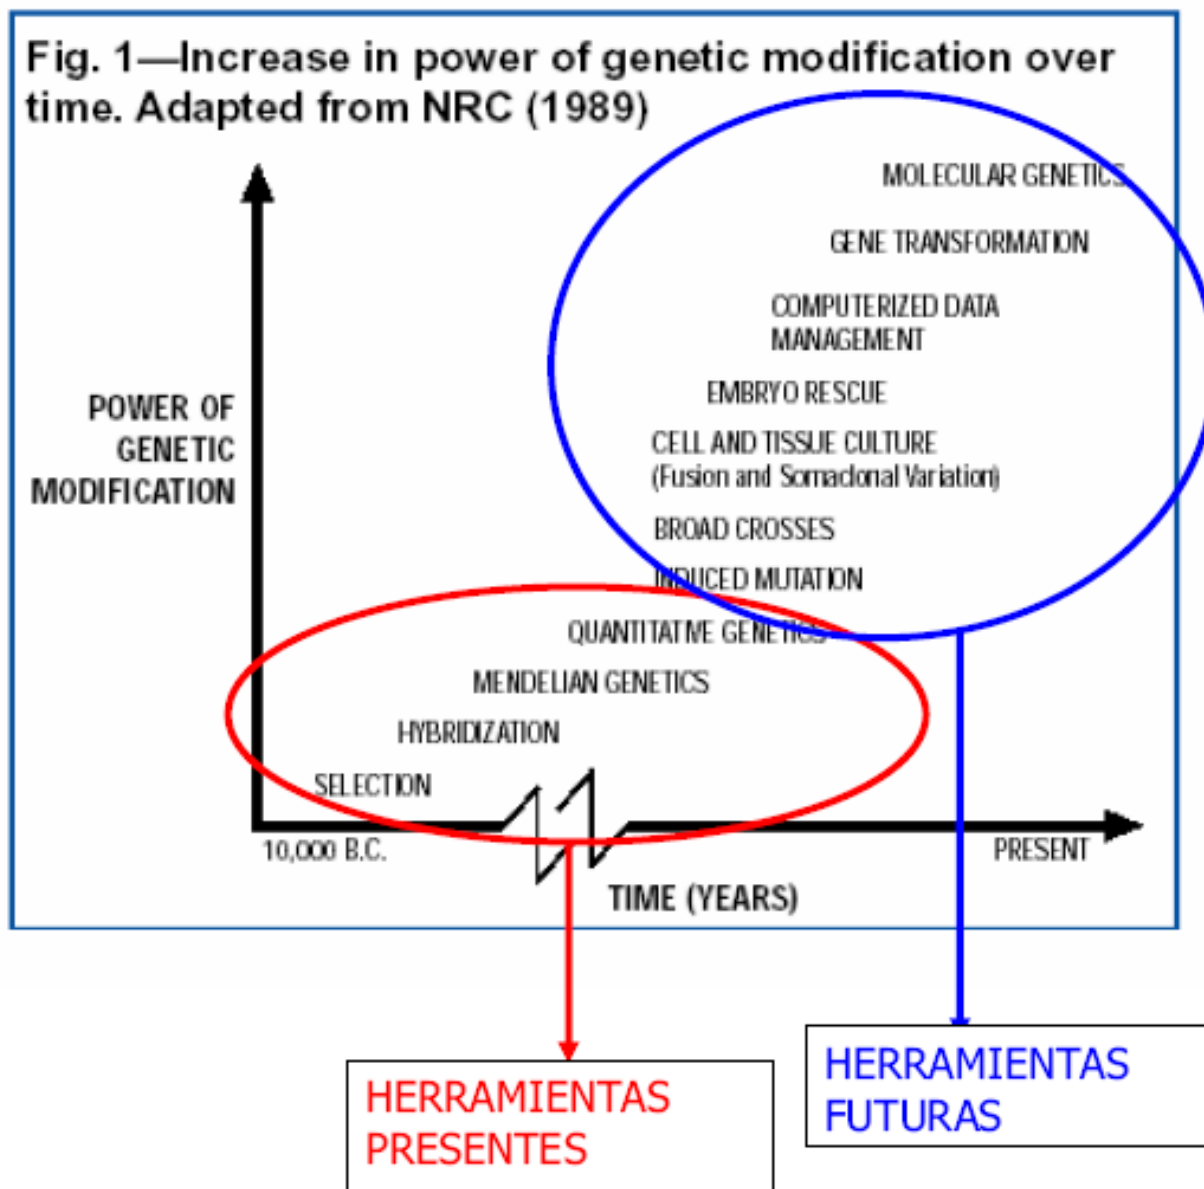 Fig. 1—Increase in power of genetic modification over
time. Adapted from NRC (1989)
MOLECULAR GENETICS
GENE TRANSFORMATION
COMPUTERIZED DATA
MANAGEMENT
EMBRYO RESCUE
POWER OF
GENETIC
MODIFICATION
CELL AND TISSUE CULTURE
(Fusion and Somaclonal Variation)
BROAD CROSSES
INDUCED MUTATION
QUANTITATIVE GENETICS
MENDELIAN GENETICS
HYBRIDIZATION
SELECTION
10,000 B.C.
PRESENT
TIME (YEARS)
HERRAMIENTAS
PRESENTES
HERRAMIENTAS
FUTURAS